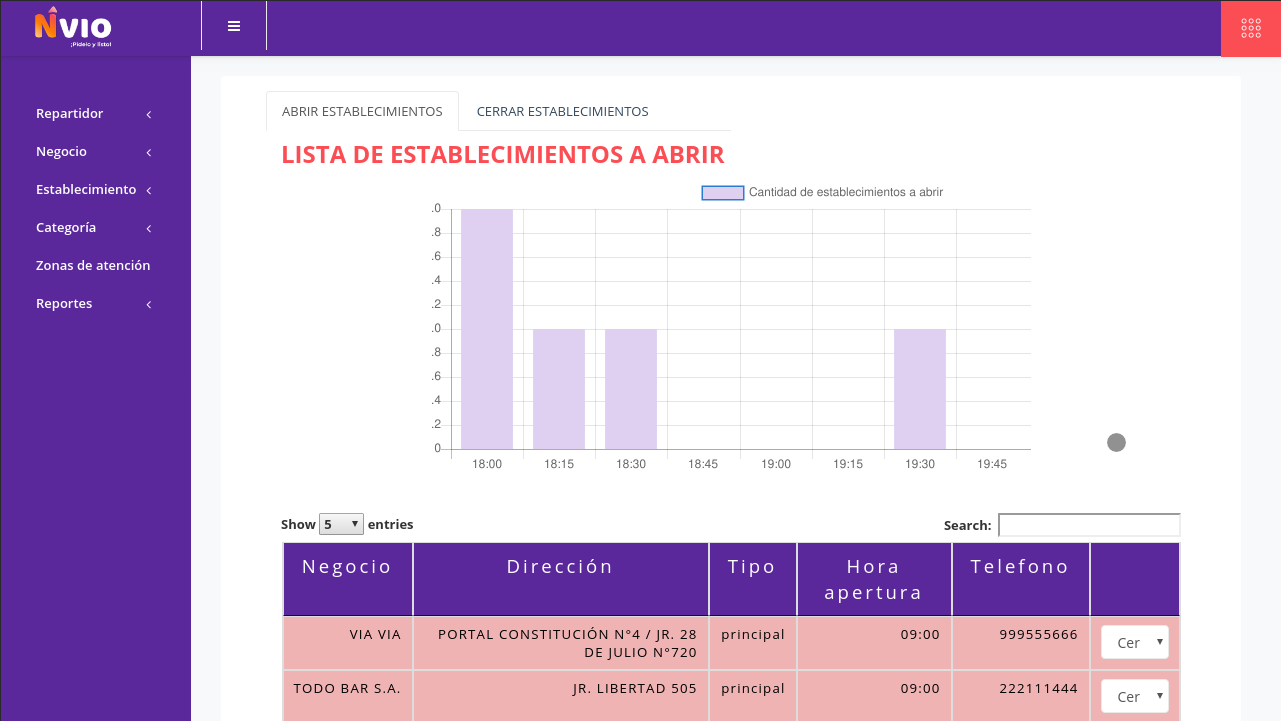 NVIO
¡Pídelo y listo!
Repartidor
Negocio
Establecimiento
Categoría
Zonas de atención
Reportes
ABRIR ESTABLECIMIENTOS CERRAR ESTABLECIMIENTOS
LISTA DE ESTABLECIMIENTOS A ABRIR
Cantidad de establecimientos a abrir
.0
.8
.6
.4
.2
.0
.8
.6
.4
.2
0
18:00 18:15 18:30 18:45 19:00 19:15 19:30 19:45
Show 5 entries Search:
Negocio Dirección Tipo Hora apertura Telefono
VIA VIA PORTAL CONSTITUCIÓN N°4 / JR. 28 DE JULIO N°720 principal 09:00 999555666 Cer
TODO BAR S.A. JR. LIBERTAD 505 principal 09:00 222111444 Cer